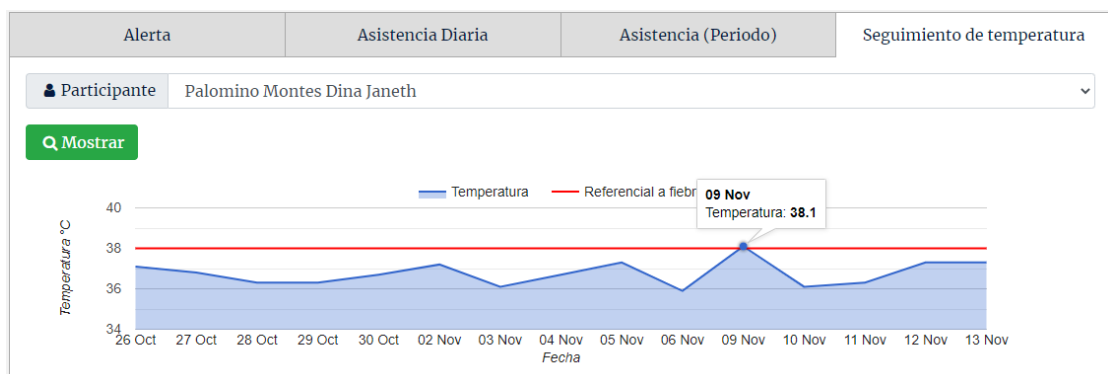 Alerta
Asistencia Diaria
Asistencia (Periodo)
Seguimiento de temperatura
Participante
Palomino Montes Dina Janeth
Mostrar
Temperatura
Referencial a fiebr
09 Nov
Temperatura: 38.1
Temperatura °C
40
38
36
34
26 Oct 27 Oct 28 Oct 29 Oct 30 Oct 02 Nov 03 Nov 04 Nov 05 Nov 06 Nov 09 Nov 10 Nov 11 Nov 12 Nov 13 Nov
Fecha